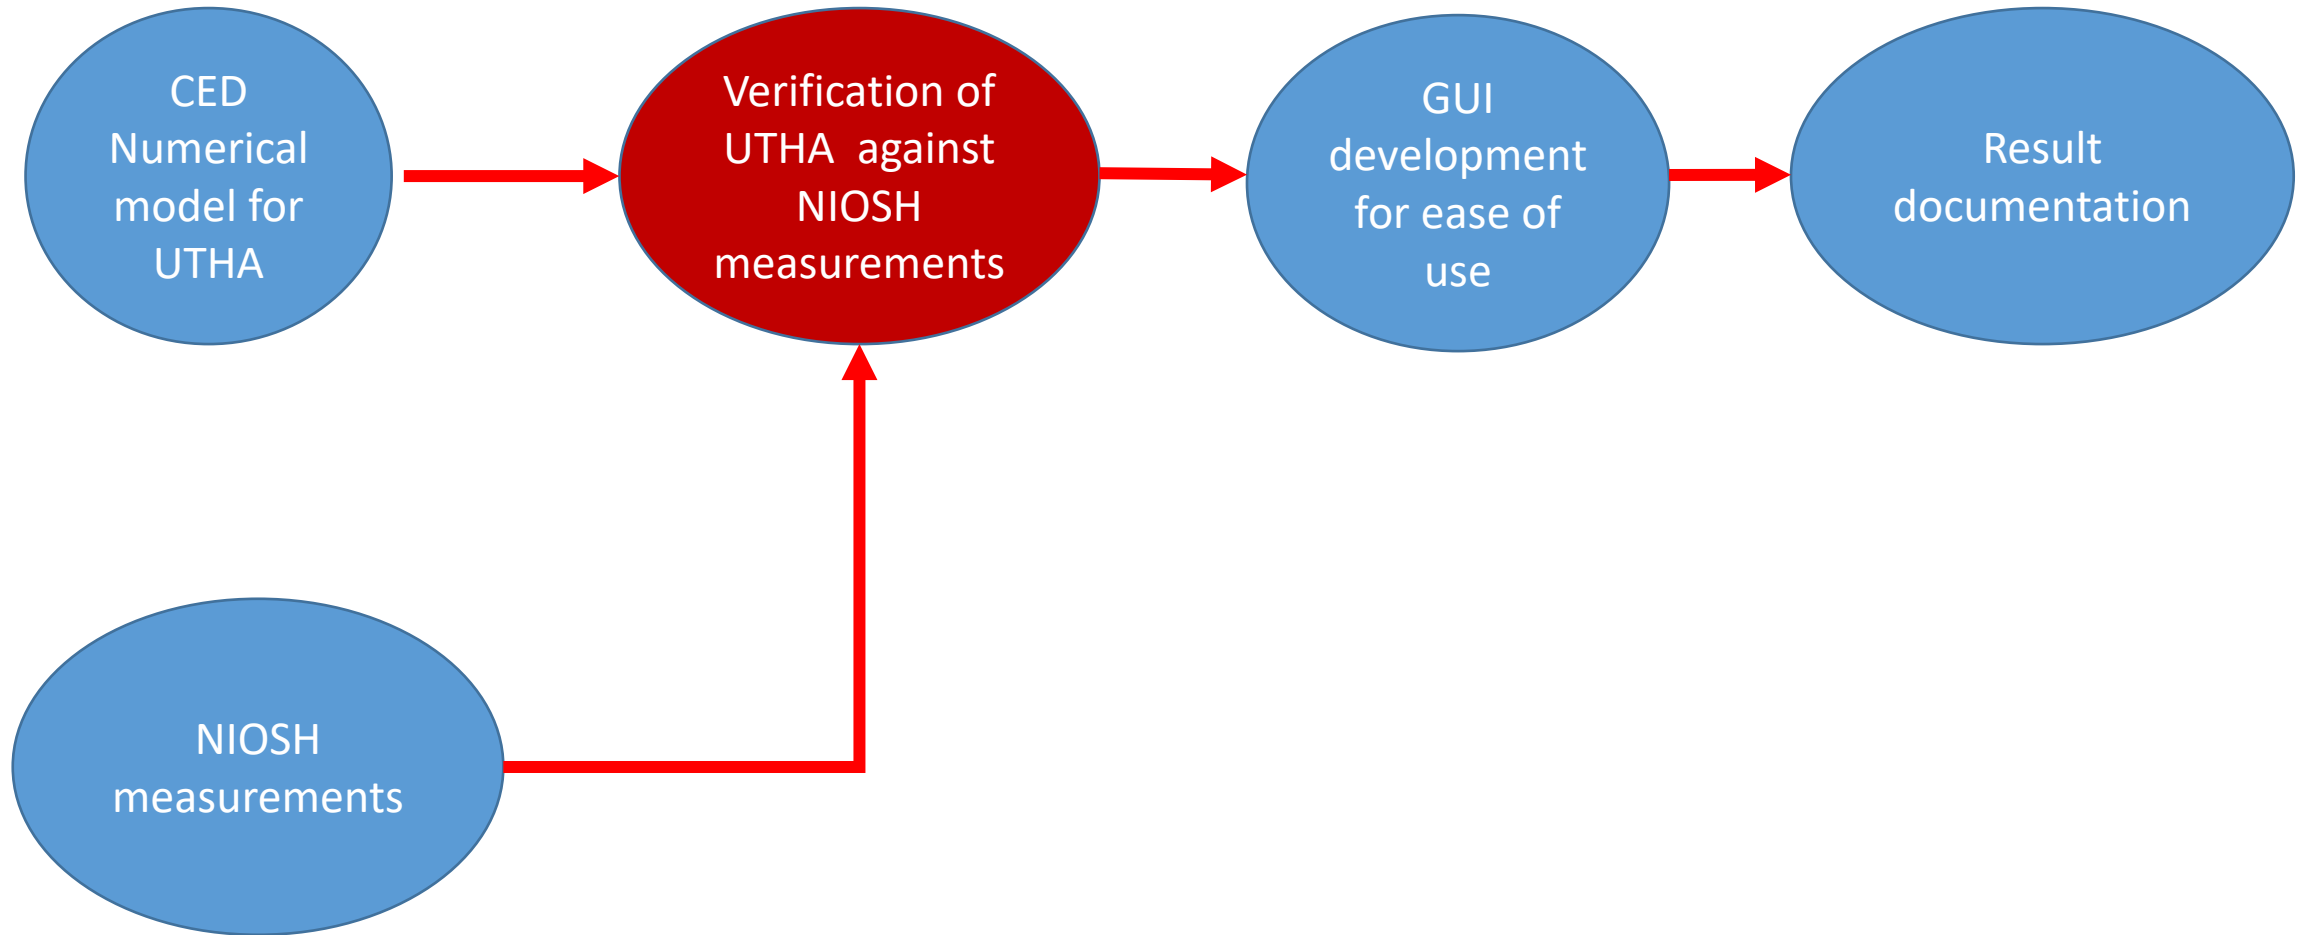 CED
Numerical
model for
UTHA
Verification of
UTHA  against
NIOSH
measurements
GUI
development
for ease of
use
Result
documentation
NIOSH
measurements